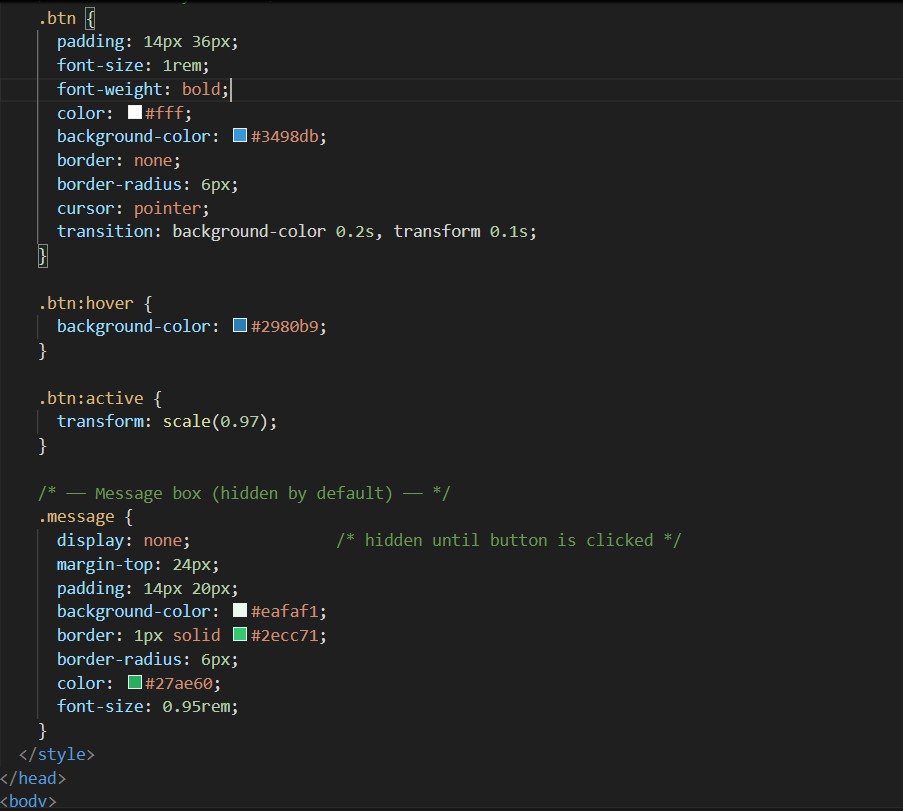 .btn {
padding: 14px 36px;
font-size: 1rem;
font-weight: bold;
color: #fff;
background-color: #3498db;
border: none;
border-radius: 6px;
cursor: pointer;
transition: background-color 0.2s, transform 0.1s;
}
.btn:hover {
background-color: #2980b9;
}
.btn:active {
transform: scale(0.97);
}
/* ── Message box (hidden by default) ── */
.message {
display: none; /* hidden until button is clicked */
margin-top: 24px;
padding: 14px 20px;
background-color: #eafaf1;
border: 1px solid #2ecc71;
border-radius: 6px;
color: #27ae60;
font-size: 0.95rem;
}
</style>
</head>
<body>